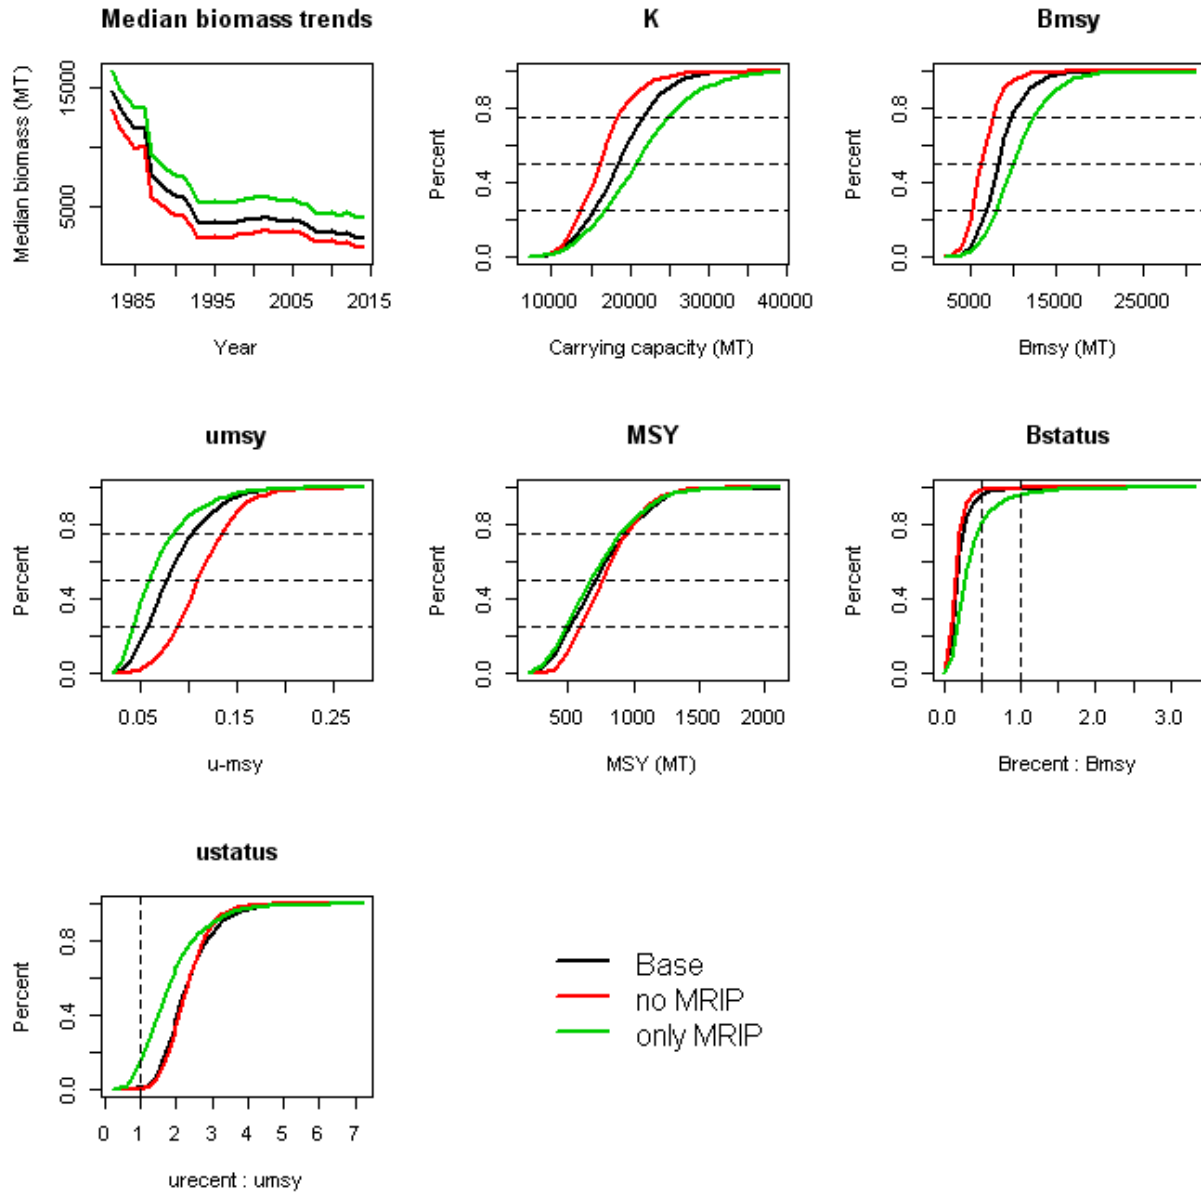 Median biomass trends
Median biomass (MT)
5000
15000
1985
1995
2005
2015
Year
K
Percent
0.0
0.4
0.8
10000
20000
30000
40000
Carrying capacity (MT)
Bmsy
Percent
0.0
0.4
0.8
5000
15000
25000
Bmsy (MT)
umsy
Percent
0.0
0.4
0.8
0.05
0.15
0.25
u-msy
MSY
Percent
0.0
0.4
0.8
500
1000
1500
2000
MSY (MT)
Bstatus
Percent
0.0
0.4
0.8
0.0
1.0
2.0
3.0
Brecent : Bmsy
ustatus
Percent
0.0
0.4
0.8
0
1
2
3
4
5
6
7
urecent : umsy
Base
no MRIP
only MRIP